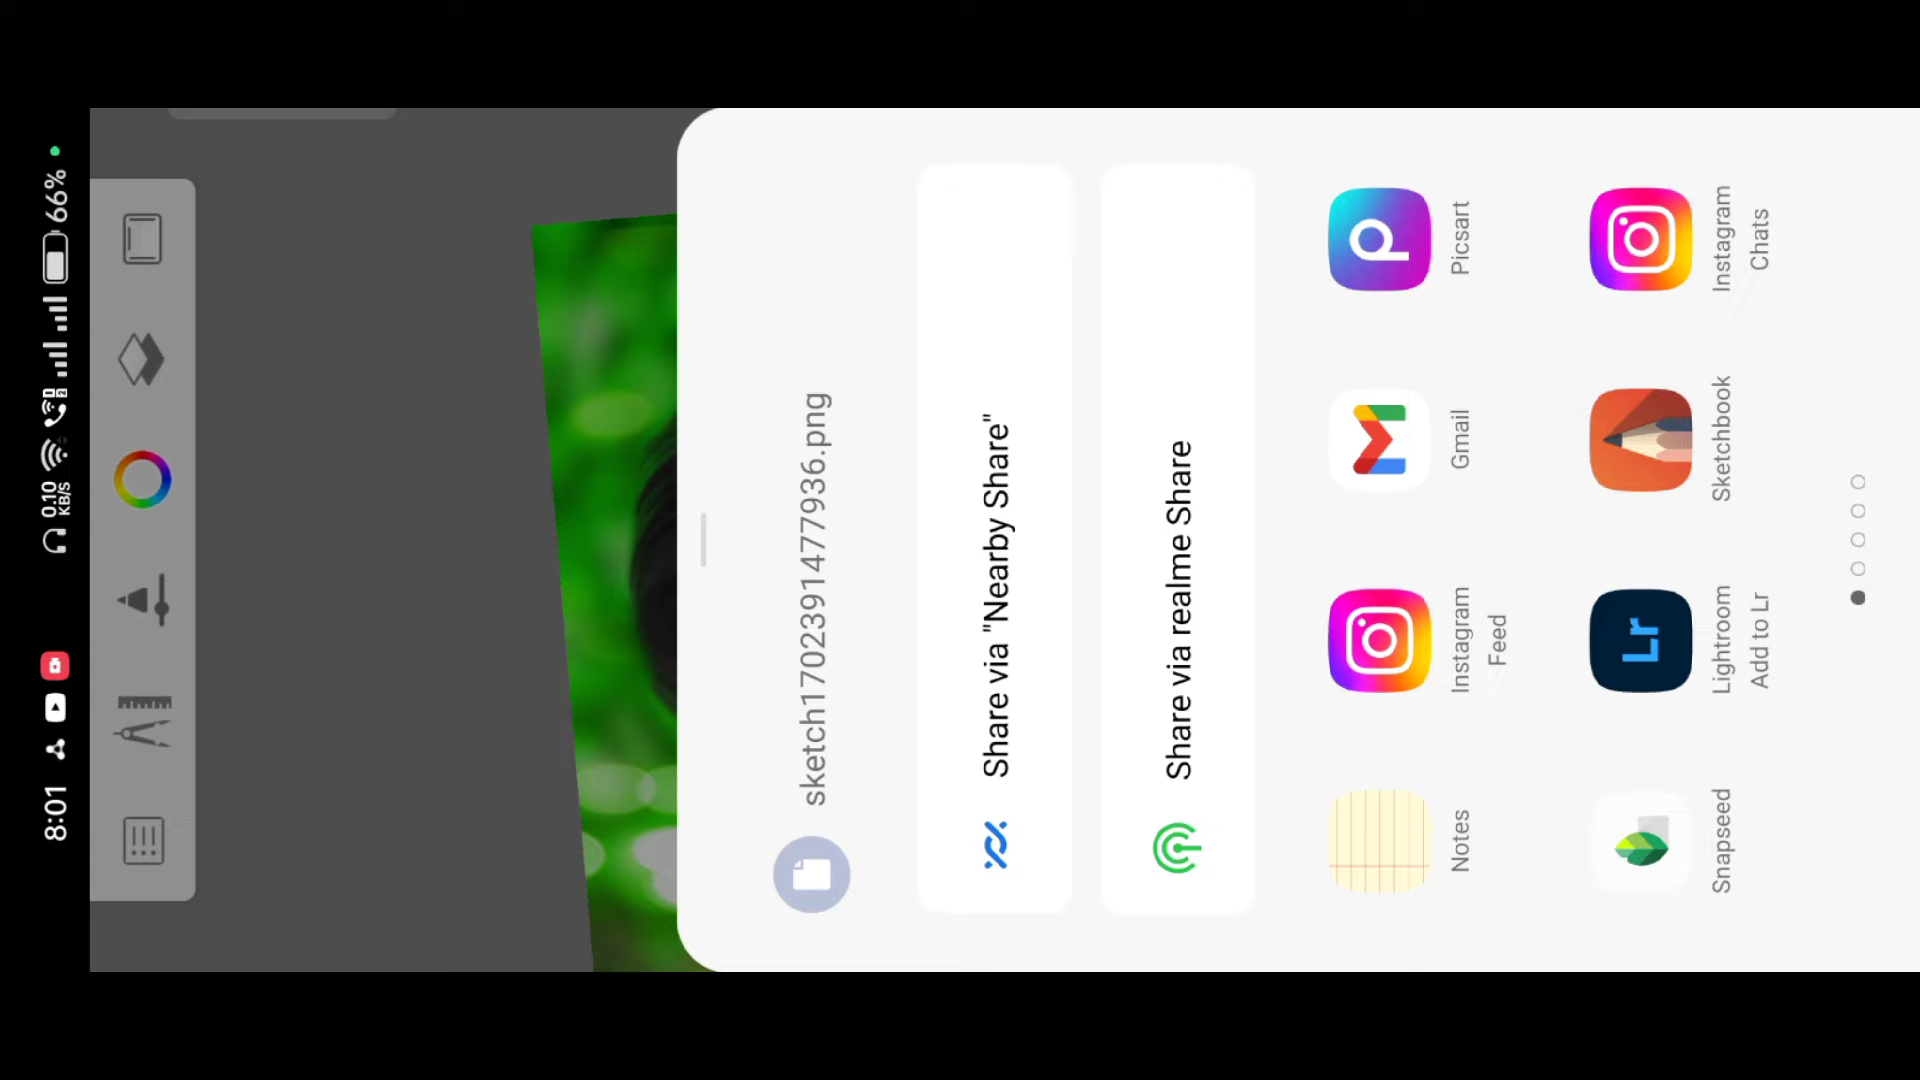 8:01
0.10
KB/S
66%
sketch1702391477936.png
Share via "Nearby Share"
Share via realme Share
Notes
Instagram
Feed
Gmail
Picsart
Snapseed
Lightroom
Add to Lr
Sketchbook
Instagram
Chats
Lr